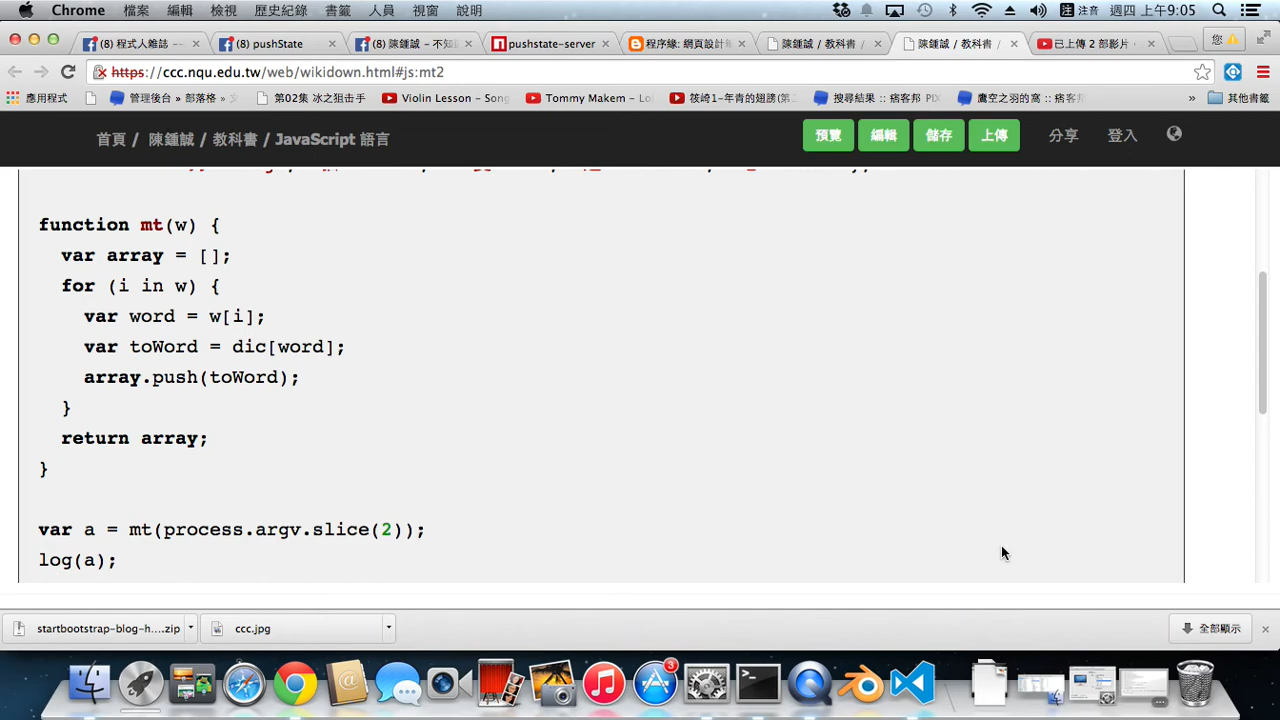 Chrome 檔案 編輯 檢視 歷史紀錄 書籤 人員 視窗 說明 注 注音 週四 上午9:05
(8) 程式人雜誌 -- (8) pushState (8) 陳鍾誠 - 不知 pushstate-server 程序緣: 網頁設計 陳鍾誠 / 教科書 / 陳鍾誠 / 教科書 / 已上傳 2 部影片 您
https://ccc.nqu.edu.tw/web/wikidown.html#js:mt2
應用程式 管理後台 » 部落格 » 第02集 冰之狙击手 Violin Lesson - Song Tommy Makem - Lo 筱崎1-年青的翅膀(第二 搜尋結果 :: 痞客邦 PIX 鷹空之羽的窩 :: 痞客 » 其他書籤
首頁 / 陳鍾誠 / 教科書 / JavaScript 語言 預覽 編輯 儲存 上傳 分享 登入
function mt(w) {
var array = [];
for (i in w) {
var word = w[i];
var toWord = dic[word];
array.push(toWord);
}
return array;
}
var a = mt(process.argv.slice(2));
log(a);
startbootstrap-blog-h....zip ccc.jpg 全部顯示
3